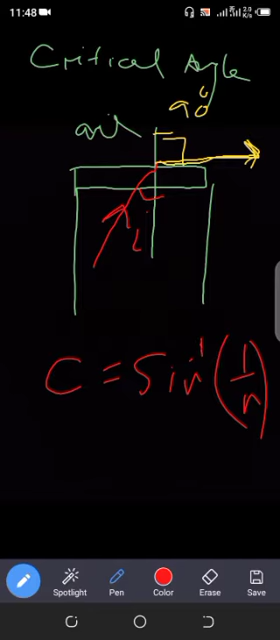 11:48
Critical Angle
90°
air
i
C = Sin⁻¹(1/n)
Spotlight Pen Color Erase Save